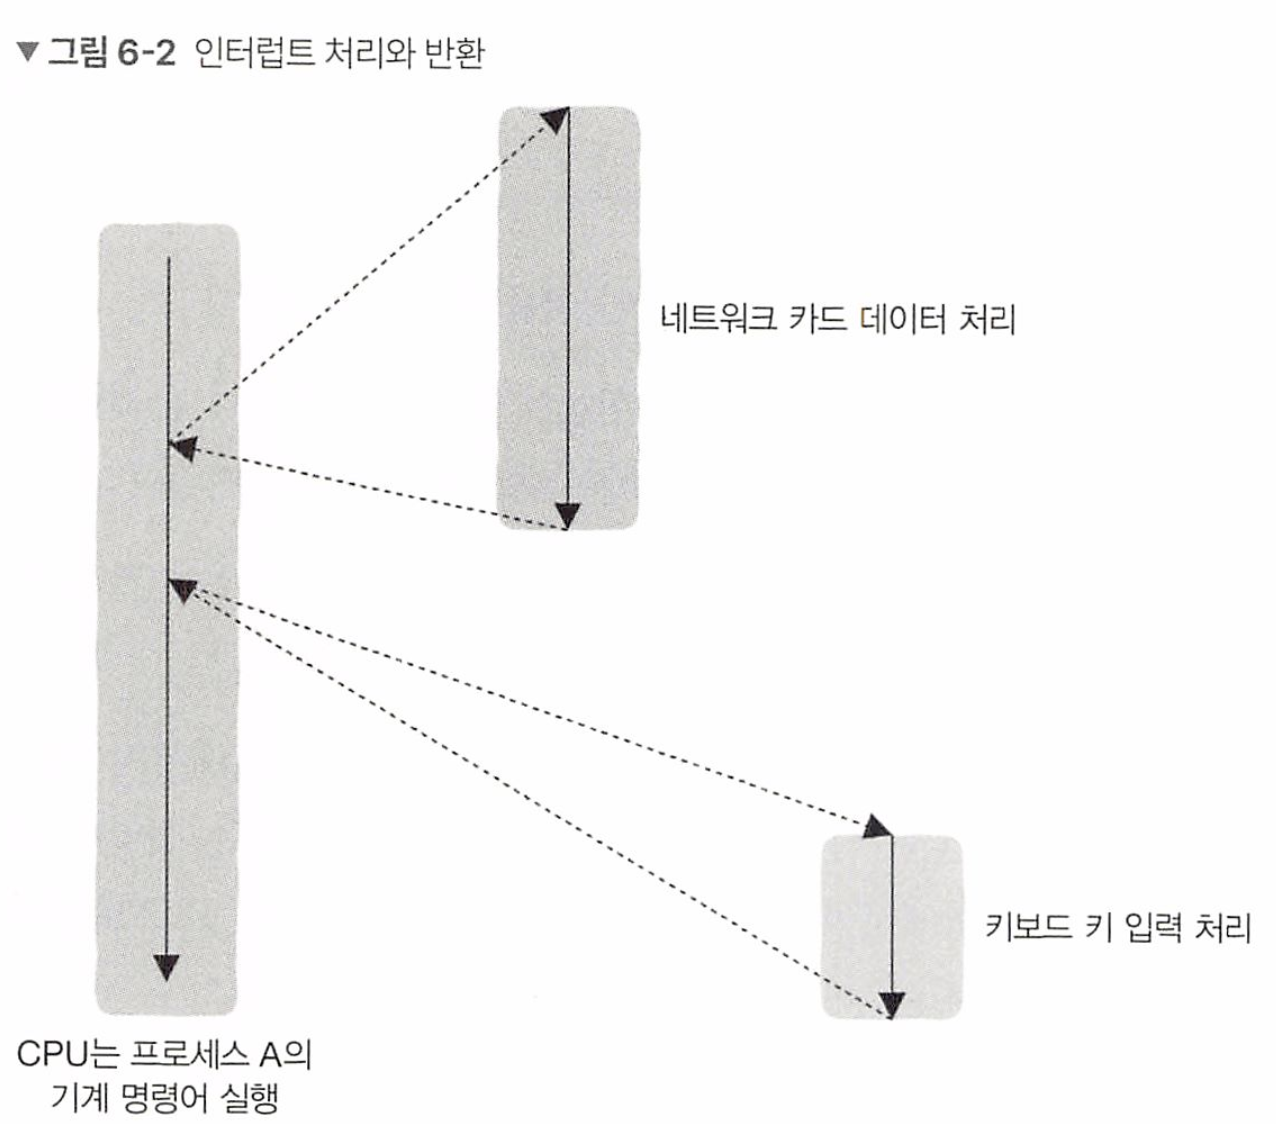 ▼ 그림 6-2 인터럽트 처리와 반환
네트워크 카드 데이터 처리
키보드 키 입력 처리
CPU는 프로세스 A의
기계 명령어 실행